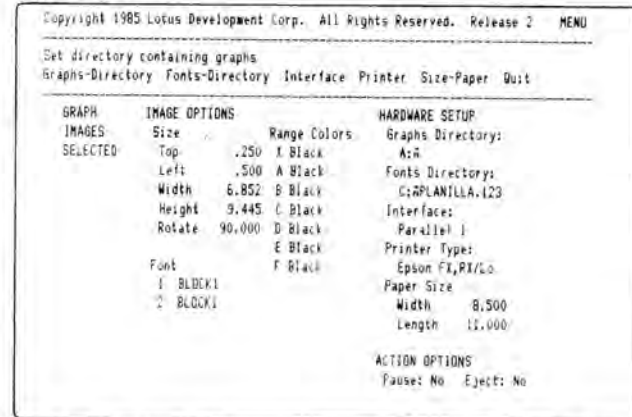 Copyright 1985 Lotus Development Corp. All Rights Reserved. Release 2 MENU
Set directory containing graphs
Graphs-Directory Fonts-Directory Interface Printer Size-Paper Quit
GRAPH IMAGE OPTIONS HARDWARE SETUP
IMAGES Size Range Colors Graphs Directory:
SELECTED Top .250 X Black A:Ñ
Left .500 A Black Fonts Directory:
Width 6.852 B Black C:ÑPLANILLA.123
Height 9.445 C Black Interface:
Rotate 90.000 D Black Parallel 1
E Black Printer Type:
Font F Black Epson FX,RX/Lo
1 BLOCK1 Paper Size
2 BLOCK1 Width 8.500
Length 11.000
ACTION OPTIONS
Pause: No Eject: No